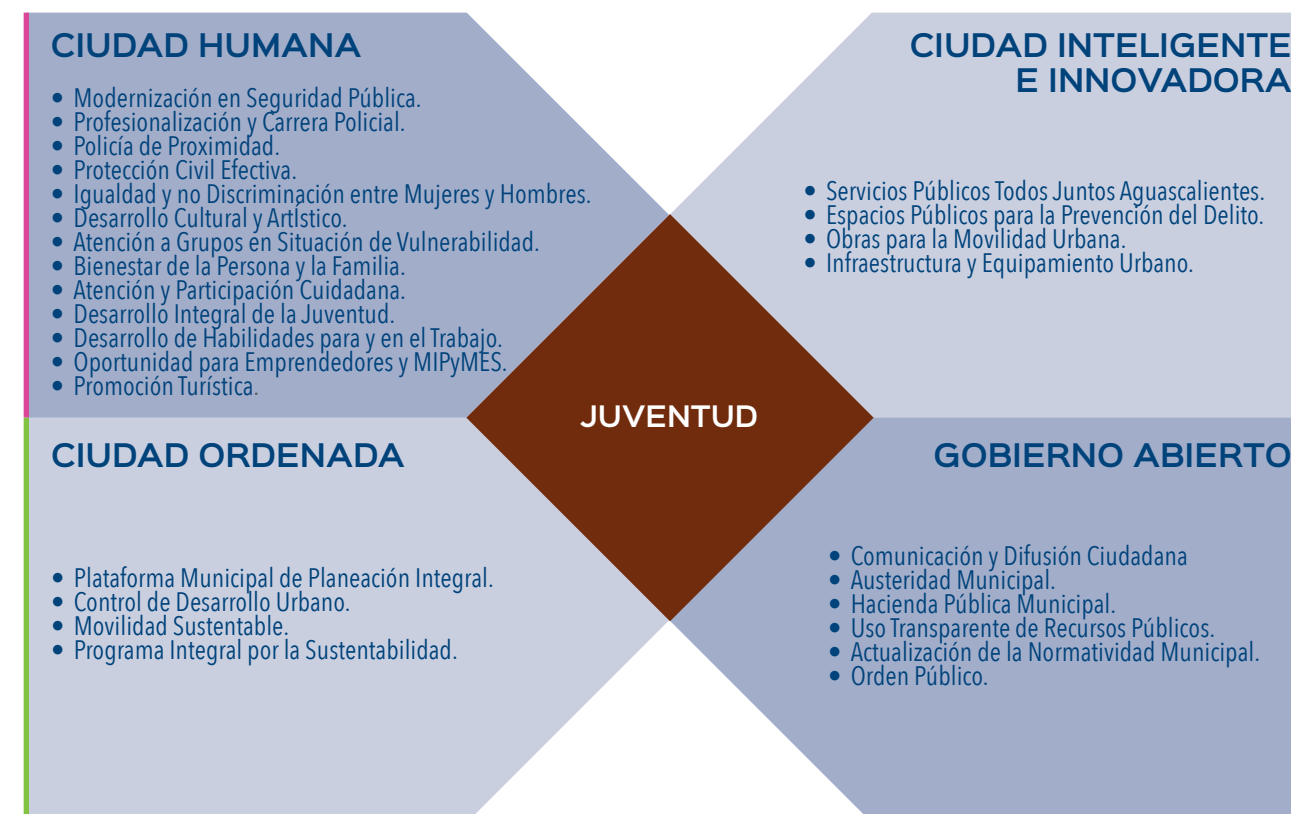 CIUDAD HUMANA
• Modernización en Seguridad Pública.
• Profesionalización y Carrera Policial.
• Policía de Proximidad.
• Protección Civil Efectiva.
• Igualdad y no Discriminación entre Mujeres y Hombres.
• Desarrollo Cultural y Artístico.
• Atención a Grupos en Situación de Vulnerabilidad.
• Bienestar de la Persona y la Familia.
• Atención y Participación Cuidadana.
• Desarrollo Integral de la Juventud.
• Desarrollo de Habilidades para y en el Trabajo.
• Oportunidad para Emprendedores y MIPyMES.
• Promoción Turística.
CIUDAD INTELIGENTE
E INNOVADORA
• Servicios Públicos Todos Juntos Aguascalientes.
• Espacios Públicos para la Prevención del Delito.
• Obras para la Movilidad Urbana.
• Infraestructura y Equipamiento Urbano.
JUVENTUD
CIUDAD ORDENADA
• Plataforma Municipal de Planeación Integral.
• Control de Desarrollo Urbano.
• Movilidad Sustentable.
• Programa Integral por la Sustentabilidad.
GOBIERNO ABIERTO
• Comunicación y Difusión Ciudadana
• Austeridad Municipal.
• Hacienda Pública Municipal.
• Uso Transparente de Recursos Públicos.
• Actualización de la Normatividad Municipal.
• Orden Público.